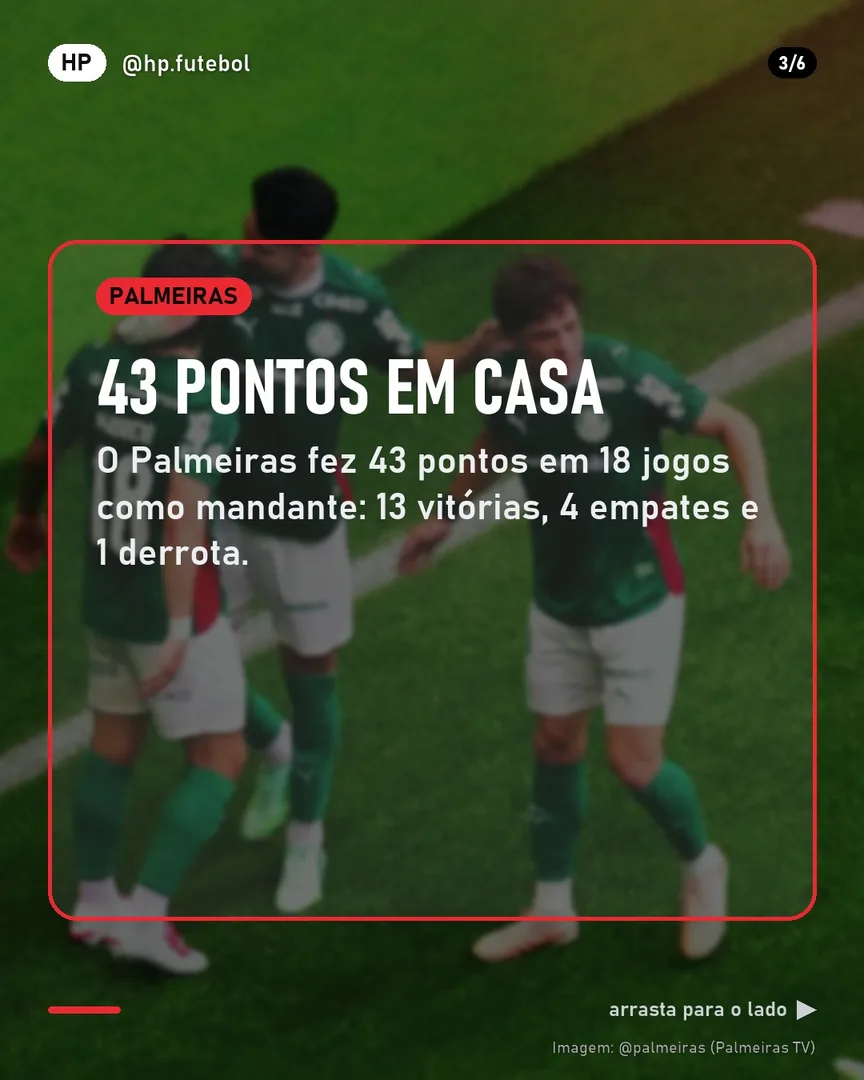 HP @hp.futebol
3/6
PALMEIRAS
43 PONTOS EM CASA
O Palmeiras fez 43 pontos em 18 jogos
como mandante: 13 vitórias, 4 empates e
1 derrota.
arrasta para o lado ▶
Imagem: @palmeiras (Palmeiras TV)